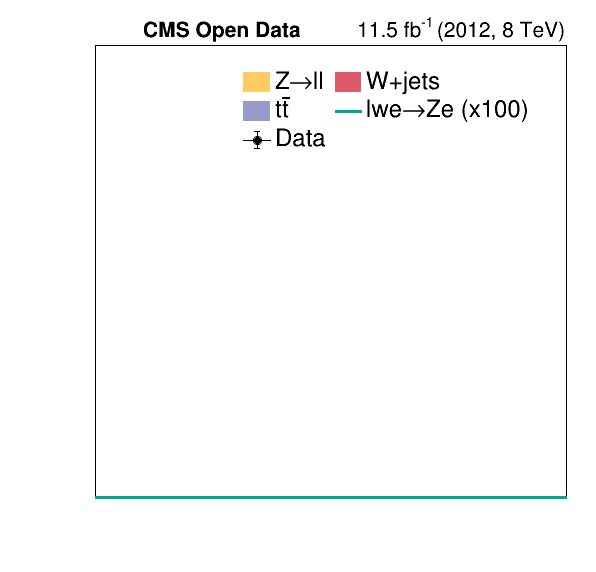 CMS Open Data 11.5 fb⁻¹ (2012, 8 TeV)
Z→ll W+jets
tt̄ lwe→Ze (x100)
Data